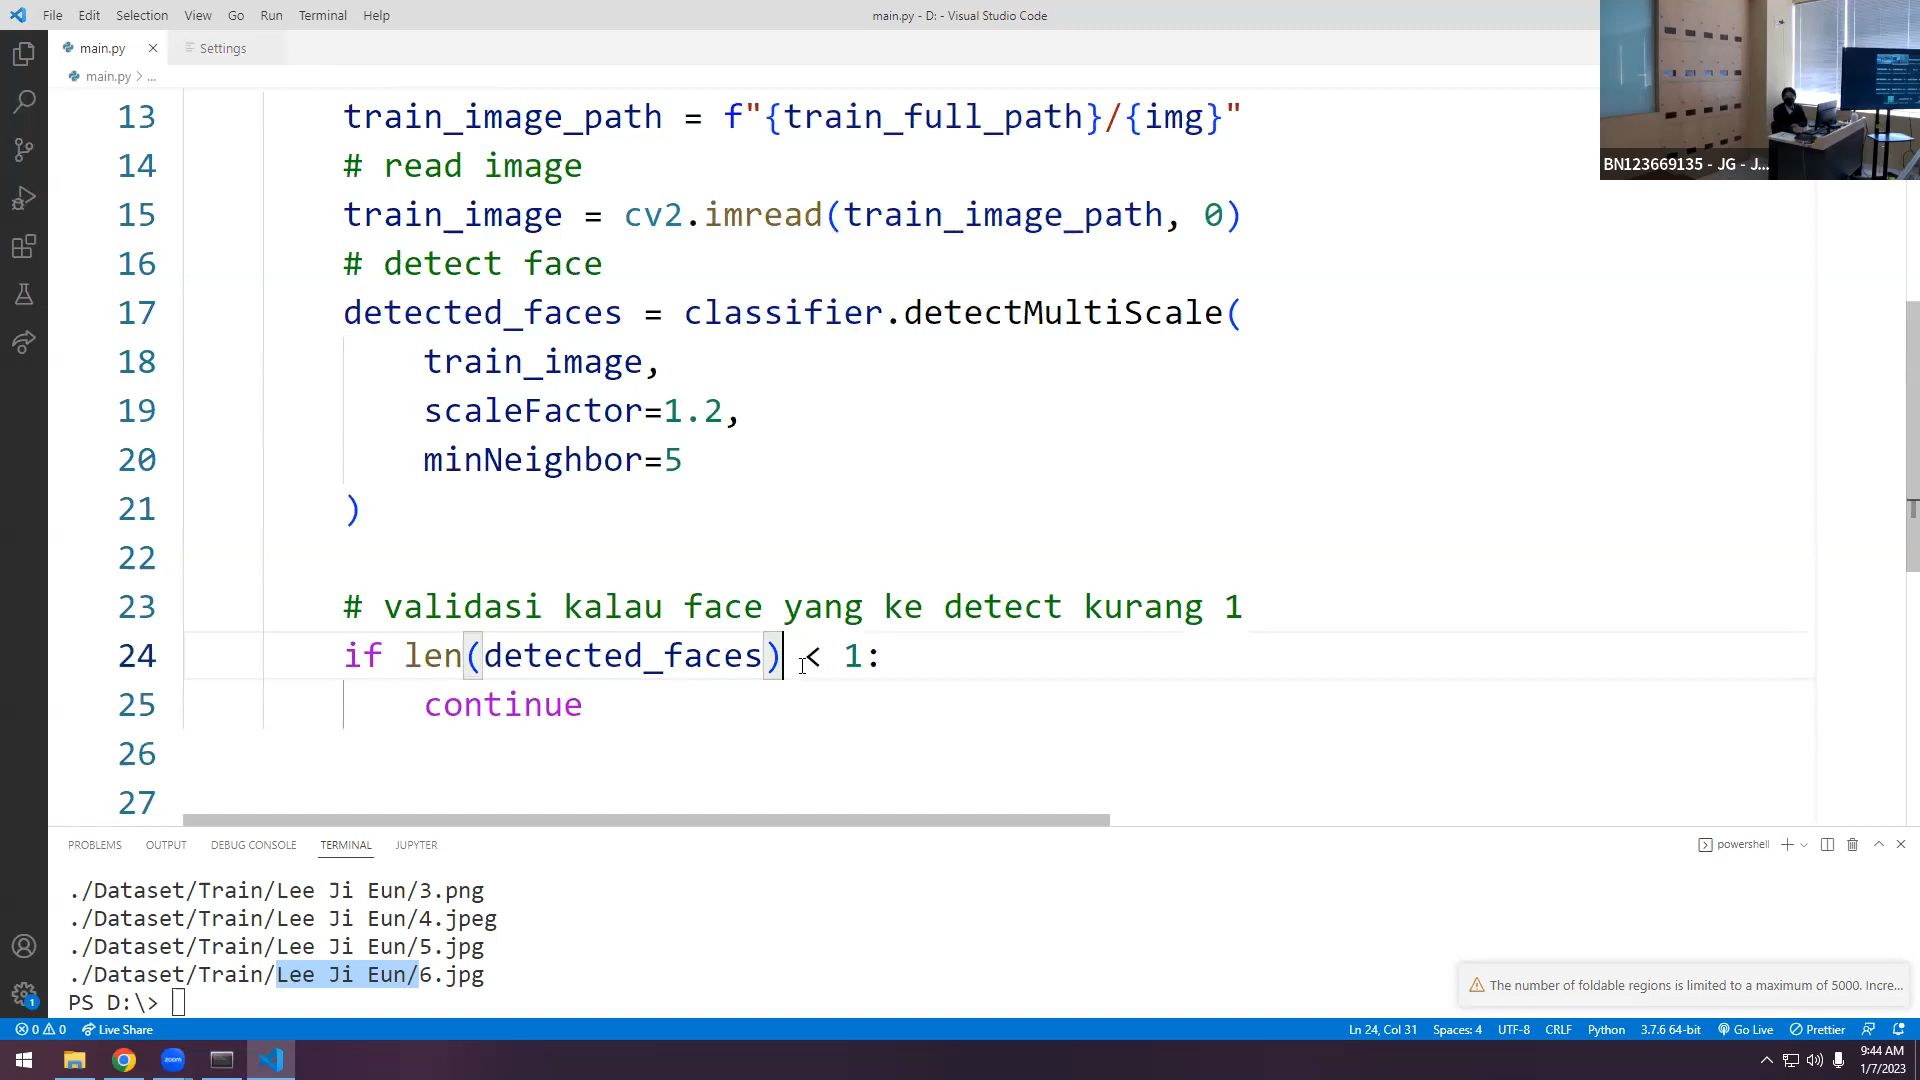 File Edit Selection View Go Run Terminal Help
main.py - D: - Visual Studio Code
main.py × Settings
main.py > ...
13 train_image_path = f"{train_full_path}/{img}"
14 # read image
15 train_image = cv2.imread(train_image_path, 0)
16 # detect face
17 detected_faces = classifier.detectMultiScale(
18 train_image,
19 scaleFactor=1.2,
20 minNeighbor=5
21 )
22
23 # validasi kalau face yang ke detect kurang 1
24 if len(detected_faces) < 1:
25 continue
26
27
BN123669135 - JG - J...
PROBLEMS OUTPUT DEBUG CONSOLE TERMINAL JUPYTER
powershell
./Dataset/Train/Lee Ji Eun/3.png
./Dataset/Train/Lee Ji Eun/4.jpeg
./Dataset/Train/Lee Ji Eun/5.jpg
./Dataset/Train/Lee Ji Eun/6.jpg
PS D:\>
The number of foldable regions is limited to a maximum of 5000. Incre...
1
0 0 Live Share
Ln 24, Col 31 Spaces: 4 UTF-8 CRLF Python 3.7.6 64-bit Go Live Prettier
zoom
9:44 AM
1/7/2023